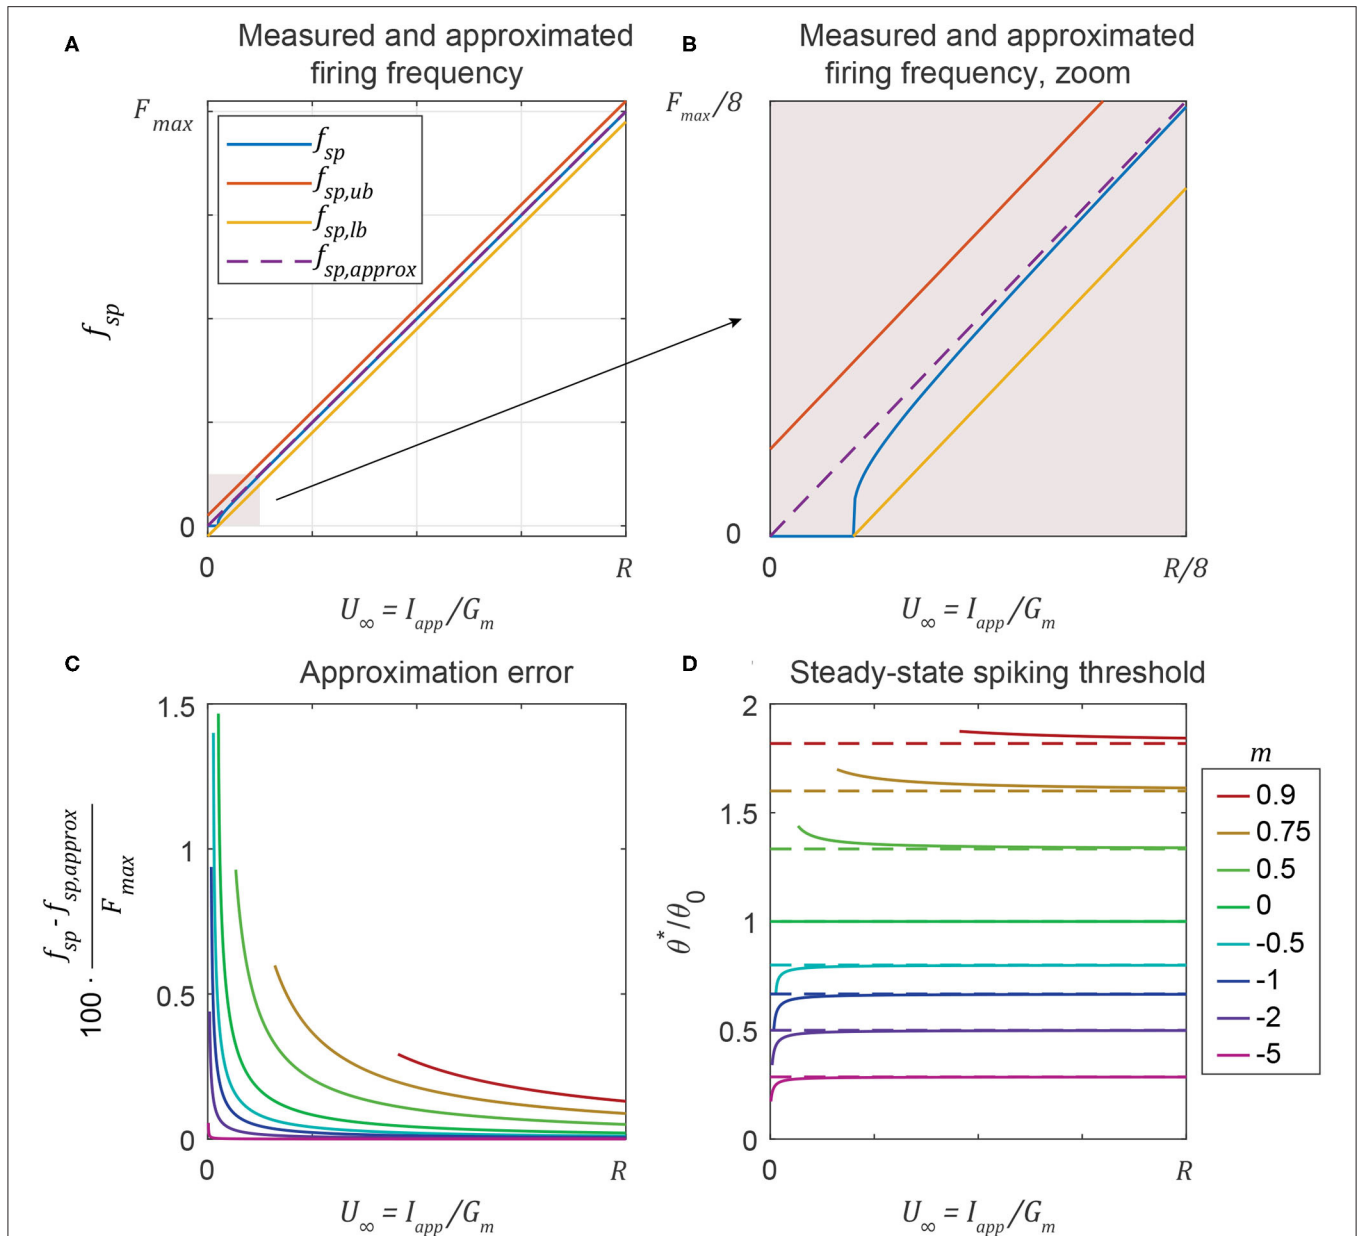 A
Measured and approximated
firing frequency
F max
f sp
f sp,ub
f sp,lb
f sp,approx
f sp
0
0
R
U∞ = I app /G m
B
Measured and approximated
firing frequency, zoom
F max /8
0
0
R/8
U∞ = I app /G m
C
Approximation error
1.5
1
0.5
0
100 · f sp - f sp,approx
F max
0
R
U∞ = I app /G m
D
Steady-state spiking threshold
2
1.5
1
0.5
0
θ* /θ 0
0
R
U∞ = I app /G m
m
0.9
0.75
0.5
0
-0.5
-1
-2
-5